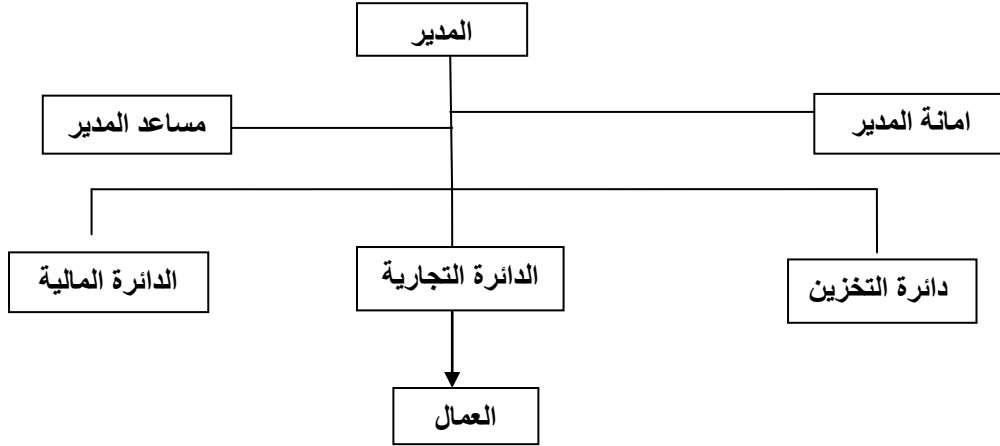 المدير
امانة المدير
مساعد المدير
دائرة التخزين
الدائرة التجارية
الدائرة المالية
العمال